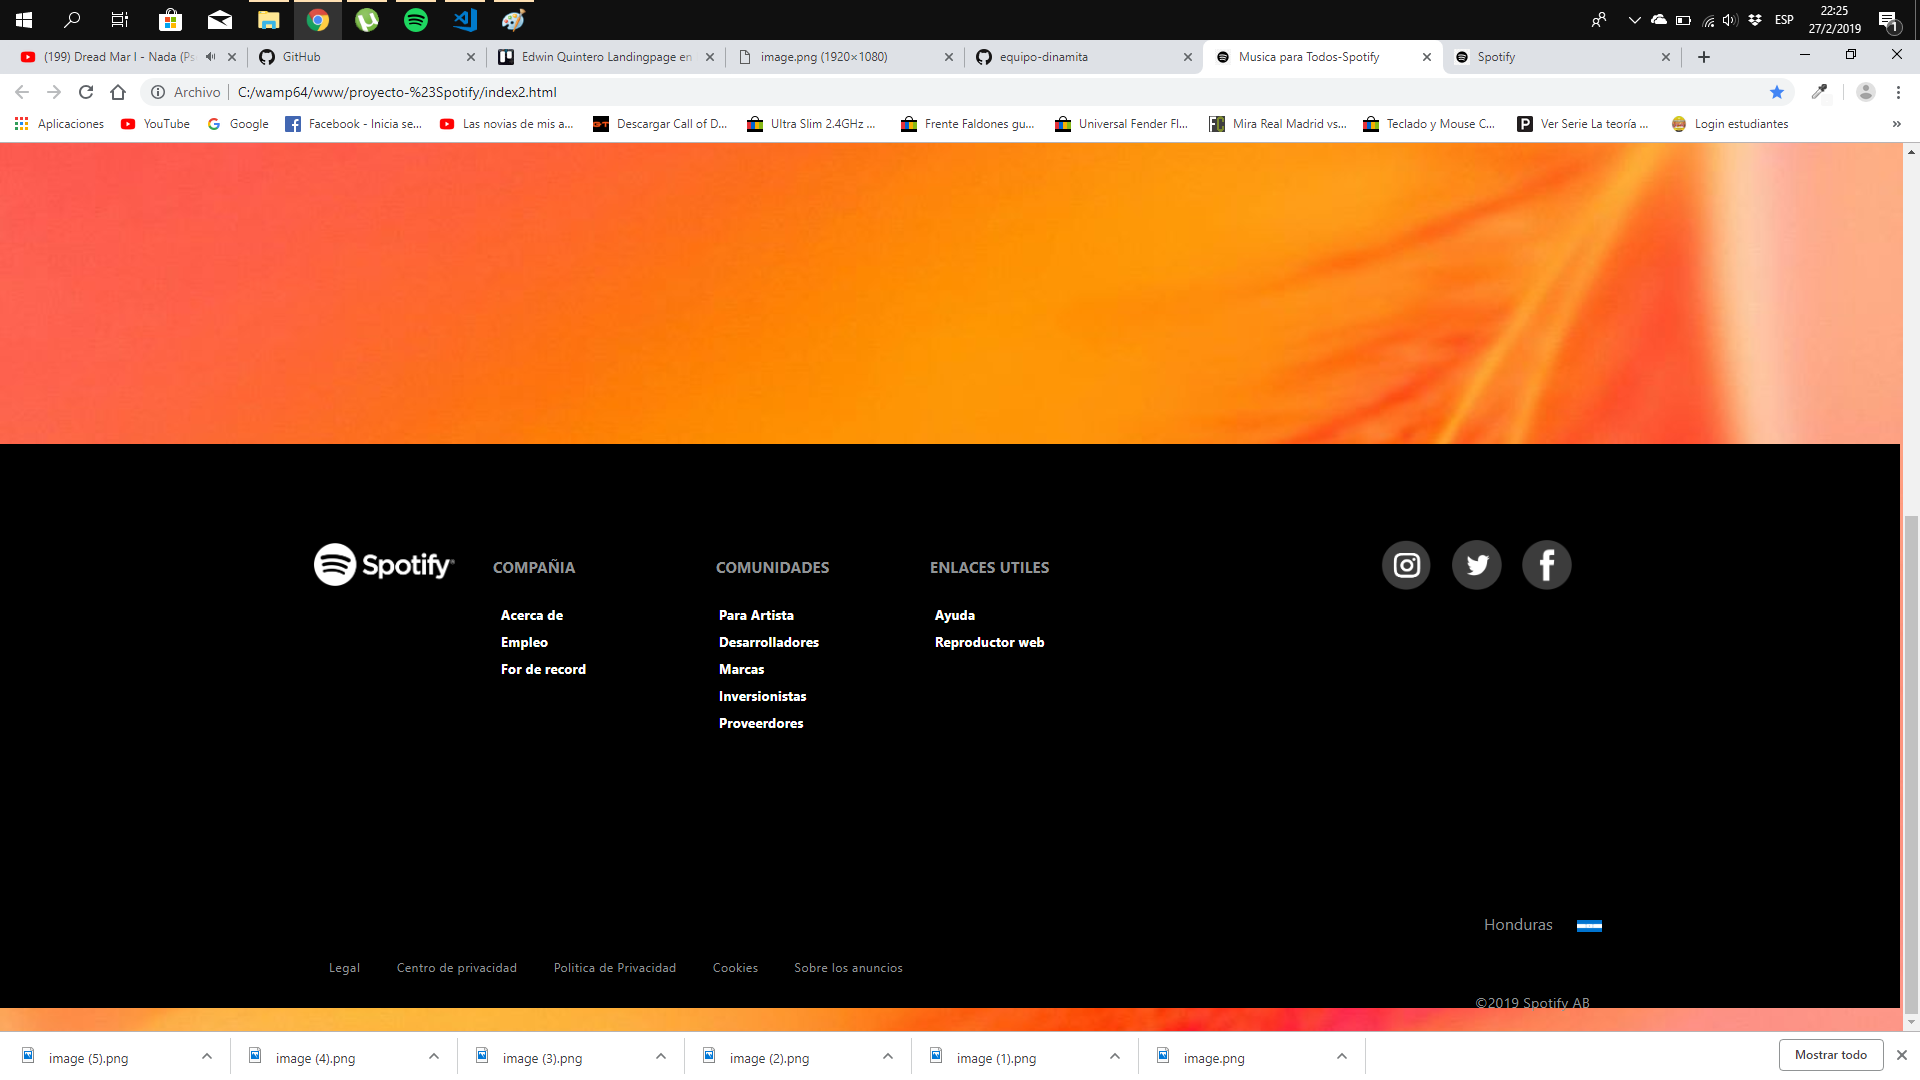 ESP
22:25
27/2/2019
1
(199) Dread Mar I - Nada (Ps
GitHub
Edwin Quintero Landingpage en
image.png (1920×1080)
equipo-dinamita
Musica para Todos-Spotify
Spotify
Archivo
C:/wamp64/www/proyecto-%23Spotify/index2.html
Aplicaciones
YouTube
Google
Facebook - Inicia se...
Las novias de mis a...
Descargar Call of D...
Ultra Slim 2.4GHz ...
Frente Faldones gu...
Universal Fender Fl...
Mira Real Madrid vs...
Teclado y Mouse C...
Ver Serie La teoría ...
Login estudiantes
»
Spotify
COMPAÑIA
COMUNIDADES
ENLACES UTILES
Acerca de
Para Artista
Ayuda
Empleo
Desarrolladores
Reproductor web
For de record
Marcas
Inversionistas
Proveedores
Honduras
Legal
Centro de privacidad
Política de Privacidad
Cookies
Sobre los anuncios
©2019 Spotify AB
image (5).png
image (4).png
image (3).png
image (2).png
image (1).png
image.png
Mostrar todo